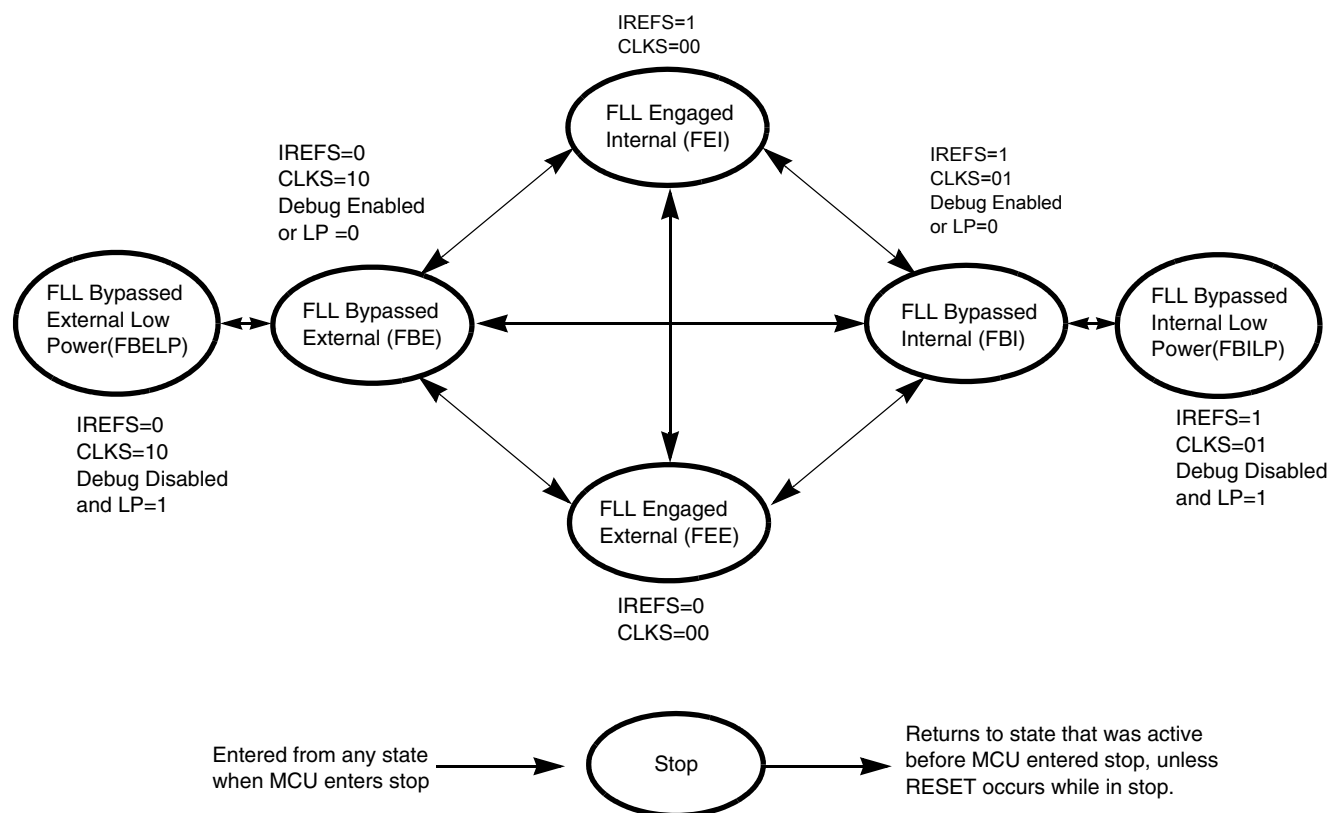 IREFS=1
CLKS=00
FLL Engaged
Internal (FEI)
IREFS=0
CLKS=10
Debug Enabled
or LP =0
IREFS=1
CLKS=01
Debug Enabled
or LP=0
FLL Bypassed
External Low
Power(FBELP)
FLL Bypassed
External (FBE)
FLL Bypassed
Internal (FBI)
FLL Bypassed
Internal Low
Power(FBILP)
IREFS=0
CLKS=10
Debug Disabled
and LP=1
IREFS=1
CLKS=01
Debug Disabled
and LP=1
FLL Engaged
External (FEE)
IREFS=0
CLKS=00
Entered from any state
when MCU enters stop
Stop
Returns to state that was active
before MCU entered stop, unless
RESET occurs while in stop.